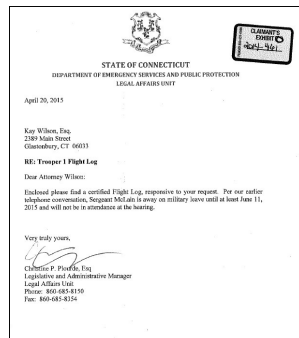 CLAIMANT'S
EXHIBIT
STATE OF CONNECTICUT
DEPARTMENT OF EMERGENCY SERVICES AND PUBLIC PROTECTION
LEGAL AFFAIRS UNIT
April 20, 2015
Kay Wilson, Esq.
2389 Main Street
Glastonbury, CT 06033
RE: Trooper 1 Flight Log
Dear Attorney Wilson:
Enclosed please find a certified Flight Log, responsive to your request. Per our earlier
telephone conversation, Sergeant McLain is away on military leave until at least June 11,
2015 and will not be in attendance at the hearing.
Very truly yours,
Christine P. Plourde, Esq
Legislative and Administrative Manager
Legal Affairs Unit
Phone: 860-685-8150
Fax: 860-685-8354